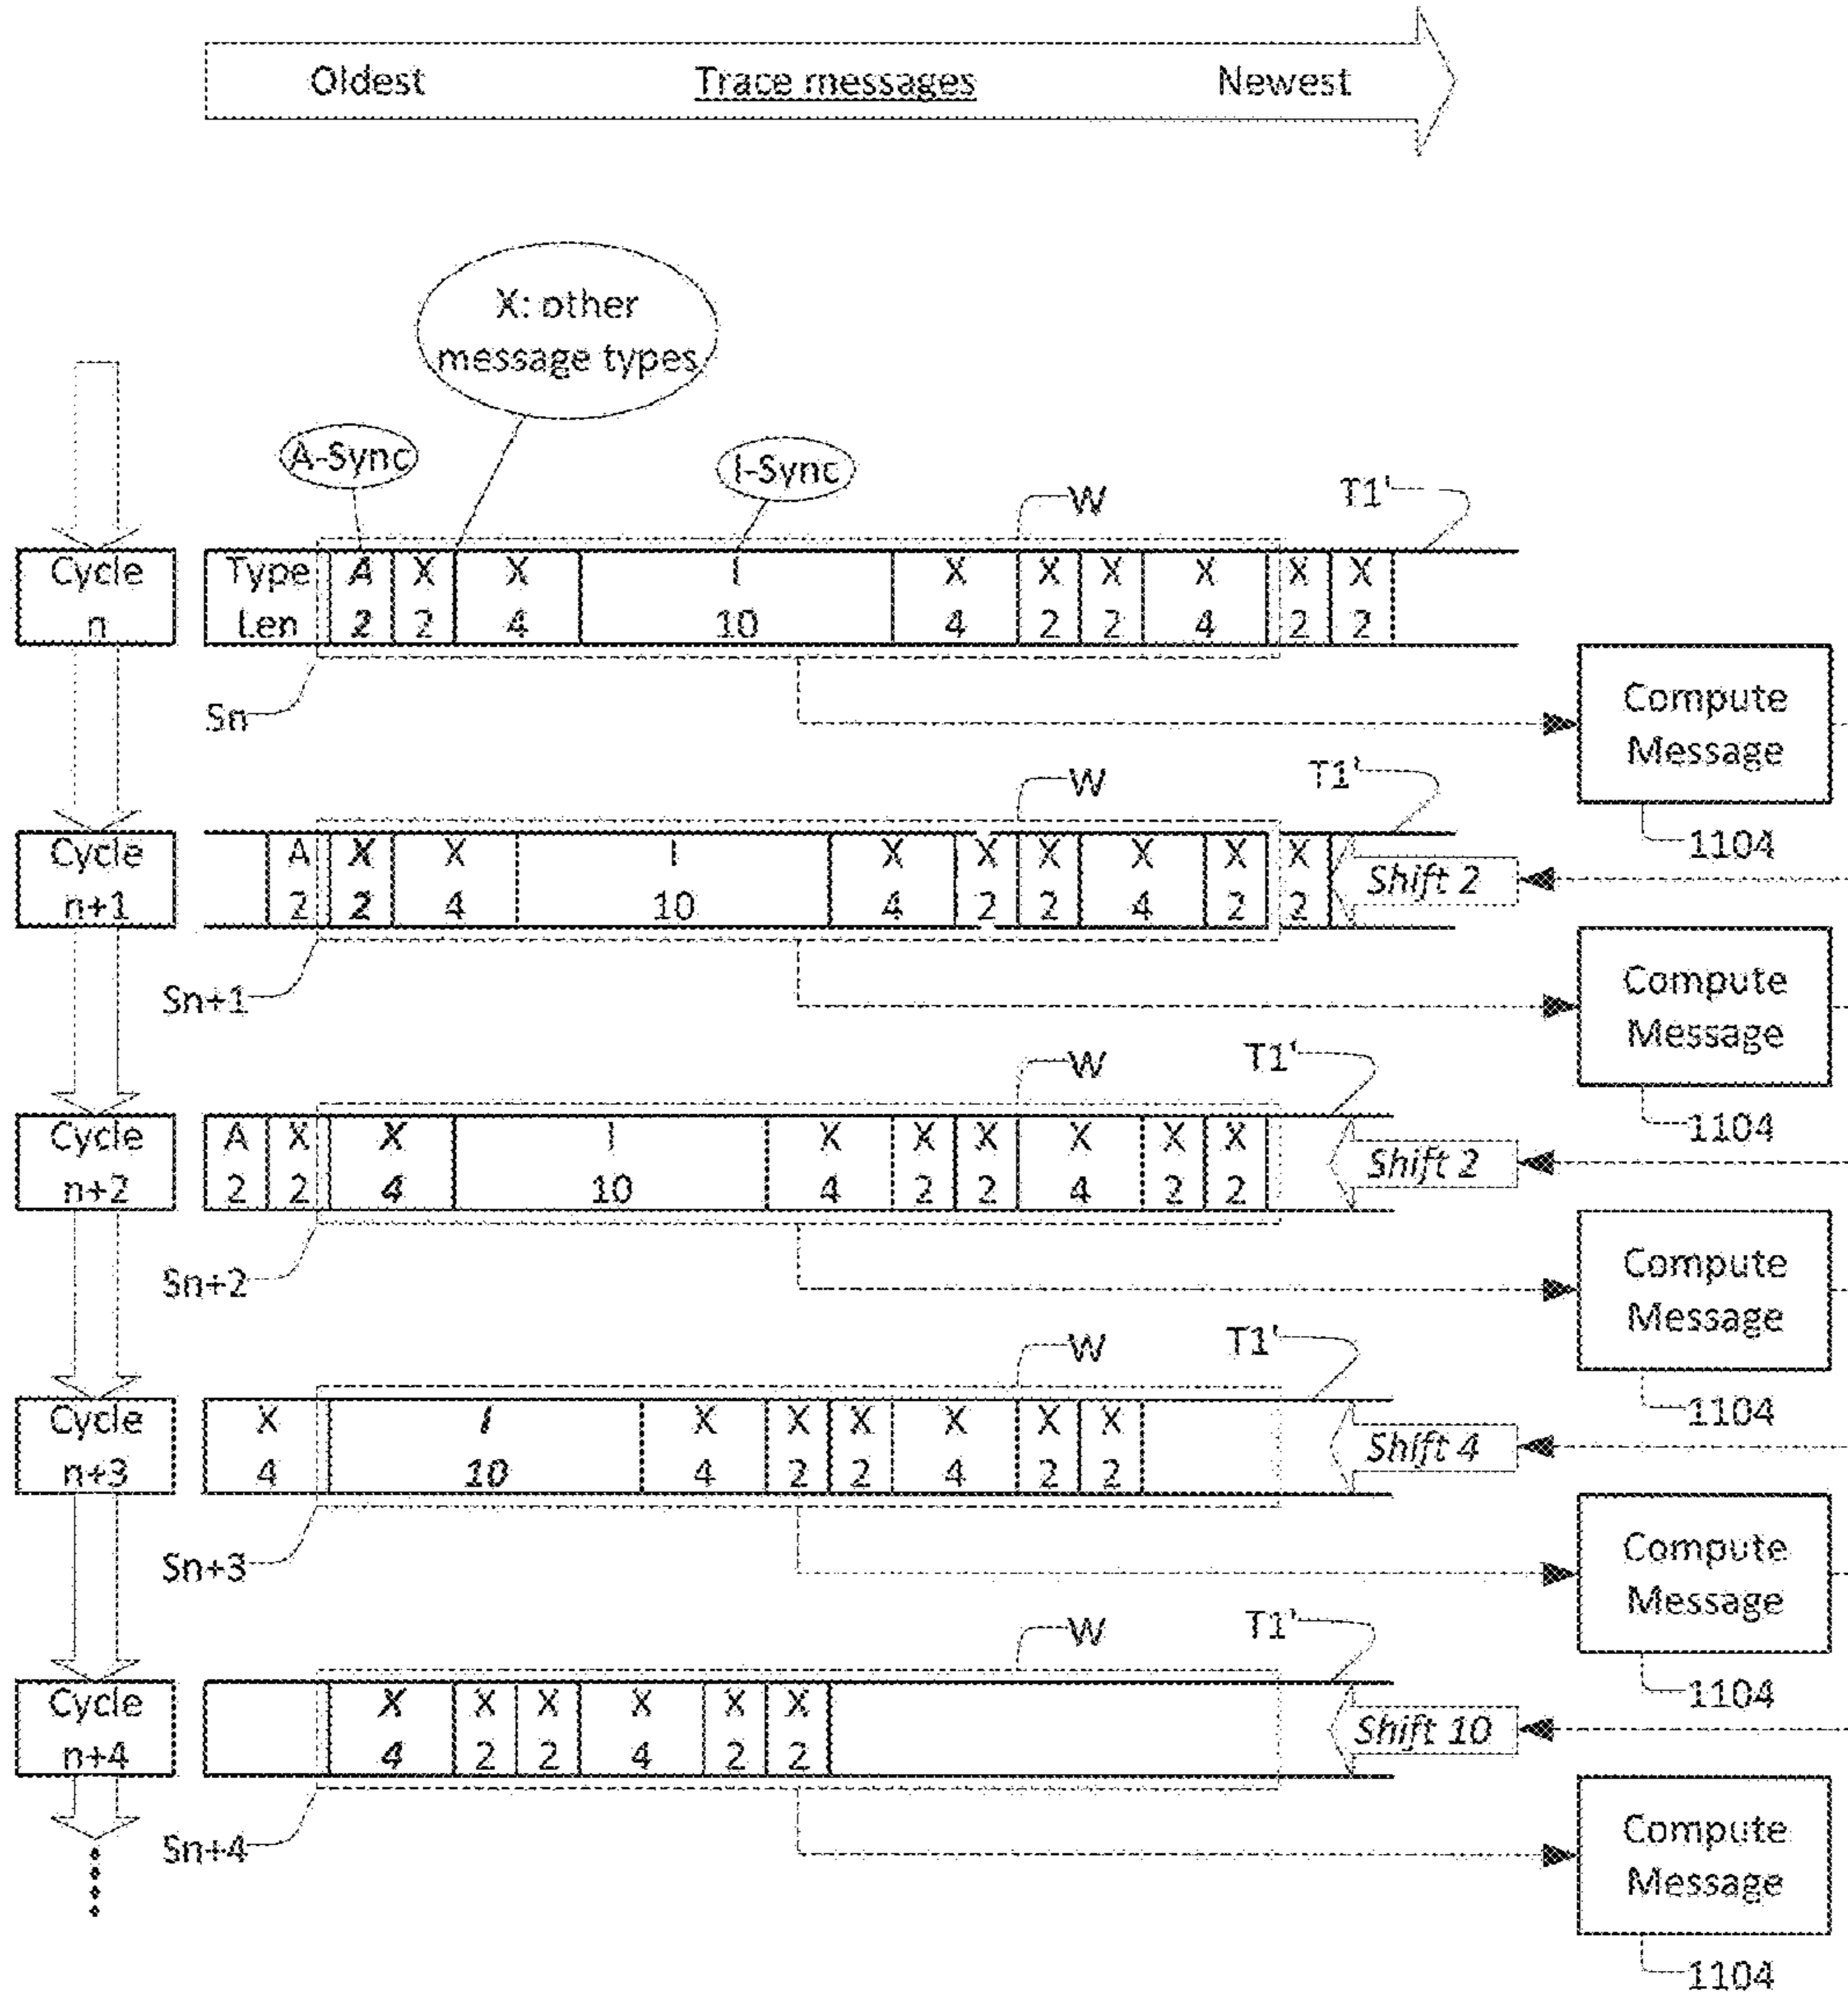 Oldest Trace messages Newest
X: other
message types
A-Sync
I-Sync
W
T1'
Cycle Type A X X I X X X X X X
n Len 2 2 4 10 4 2 2 4 2 2
Sn
Compute
Message
1104
W
T1'
Cycle A X X I X X X X X X
n+1 2 2 4 10 4 2 2 4 2 2
Shift 2
Sn+1
Compute
Message
1104
W
T1'
Cycle A X X I X X X X X X
n+2 2 2 4 10 4 2 2 4 2 2
Shift 2
Sn+2
Compute
Message
1104
W
T1'
Cycle X I X X X X X X
n+3 4 10 4 2 2 4 2 2
Shift 4
Sn+3
Compute
Message
1104
W
T1'
Cycle X X X X X X
n+4 4 2 2 4 2 2
Shift 10
Sn+4
Compute
Message
1104